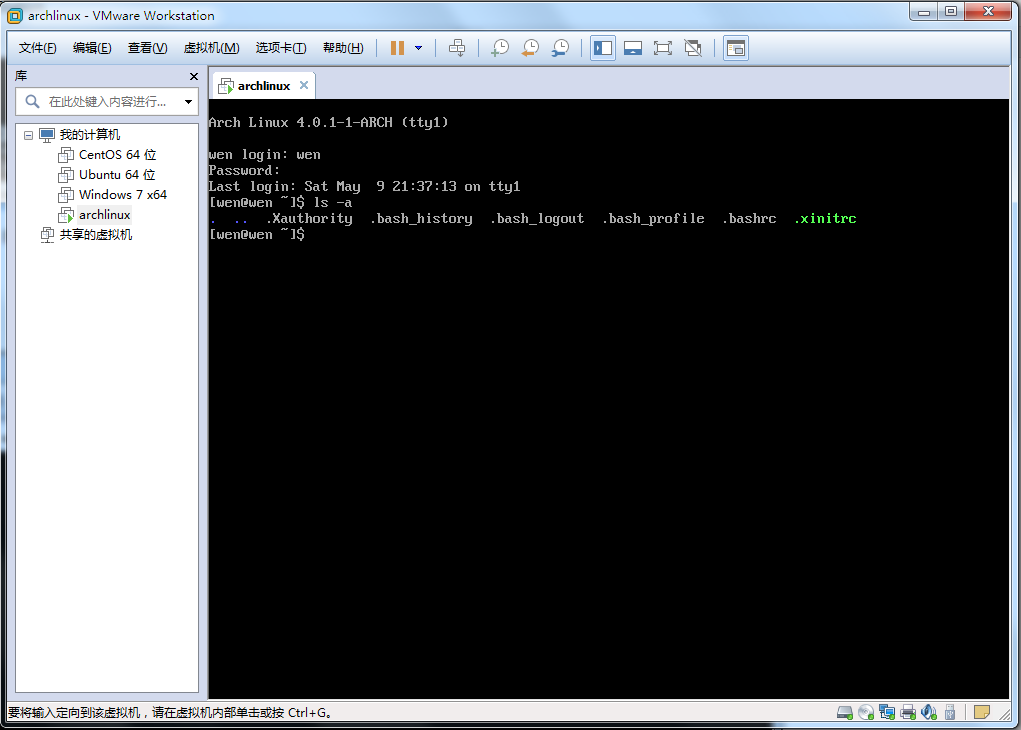 archlinux - VMware Workstation
文件(F) 编辑(E) 查看(V) 虚拟机(M) 选项卡(T) 帮助(H)
库
在此处键入内容进行...
我的计算机
CentOS 64 位
Ubuntu 64 位
Windows 7 x64
archlinux
共享的虚拟机
archlinux
Arch Linux 4.0.1-1-ARCH (tty1)
wen login: wen
Password:
Last login: Sat May  9 21:37:13 on tty1
[wen@wen ~]$ ls -a
.  ..  .Xauthority  .bash_history  .bash_logout  .bash_profile  .bashrc  .xinitrc
[wen@wen ~]$
要将输入定向到该虚拟机，请在虚拟机内部单击或按 Ctrl+G。